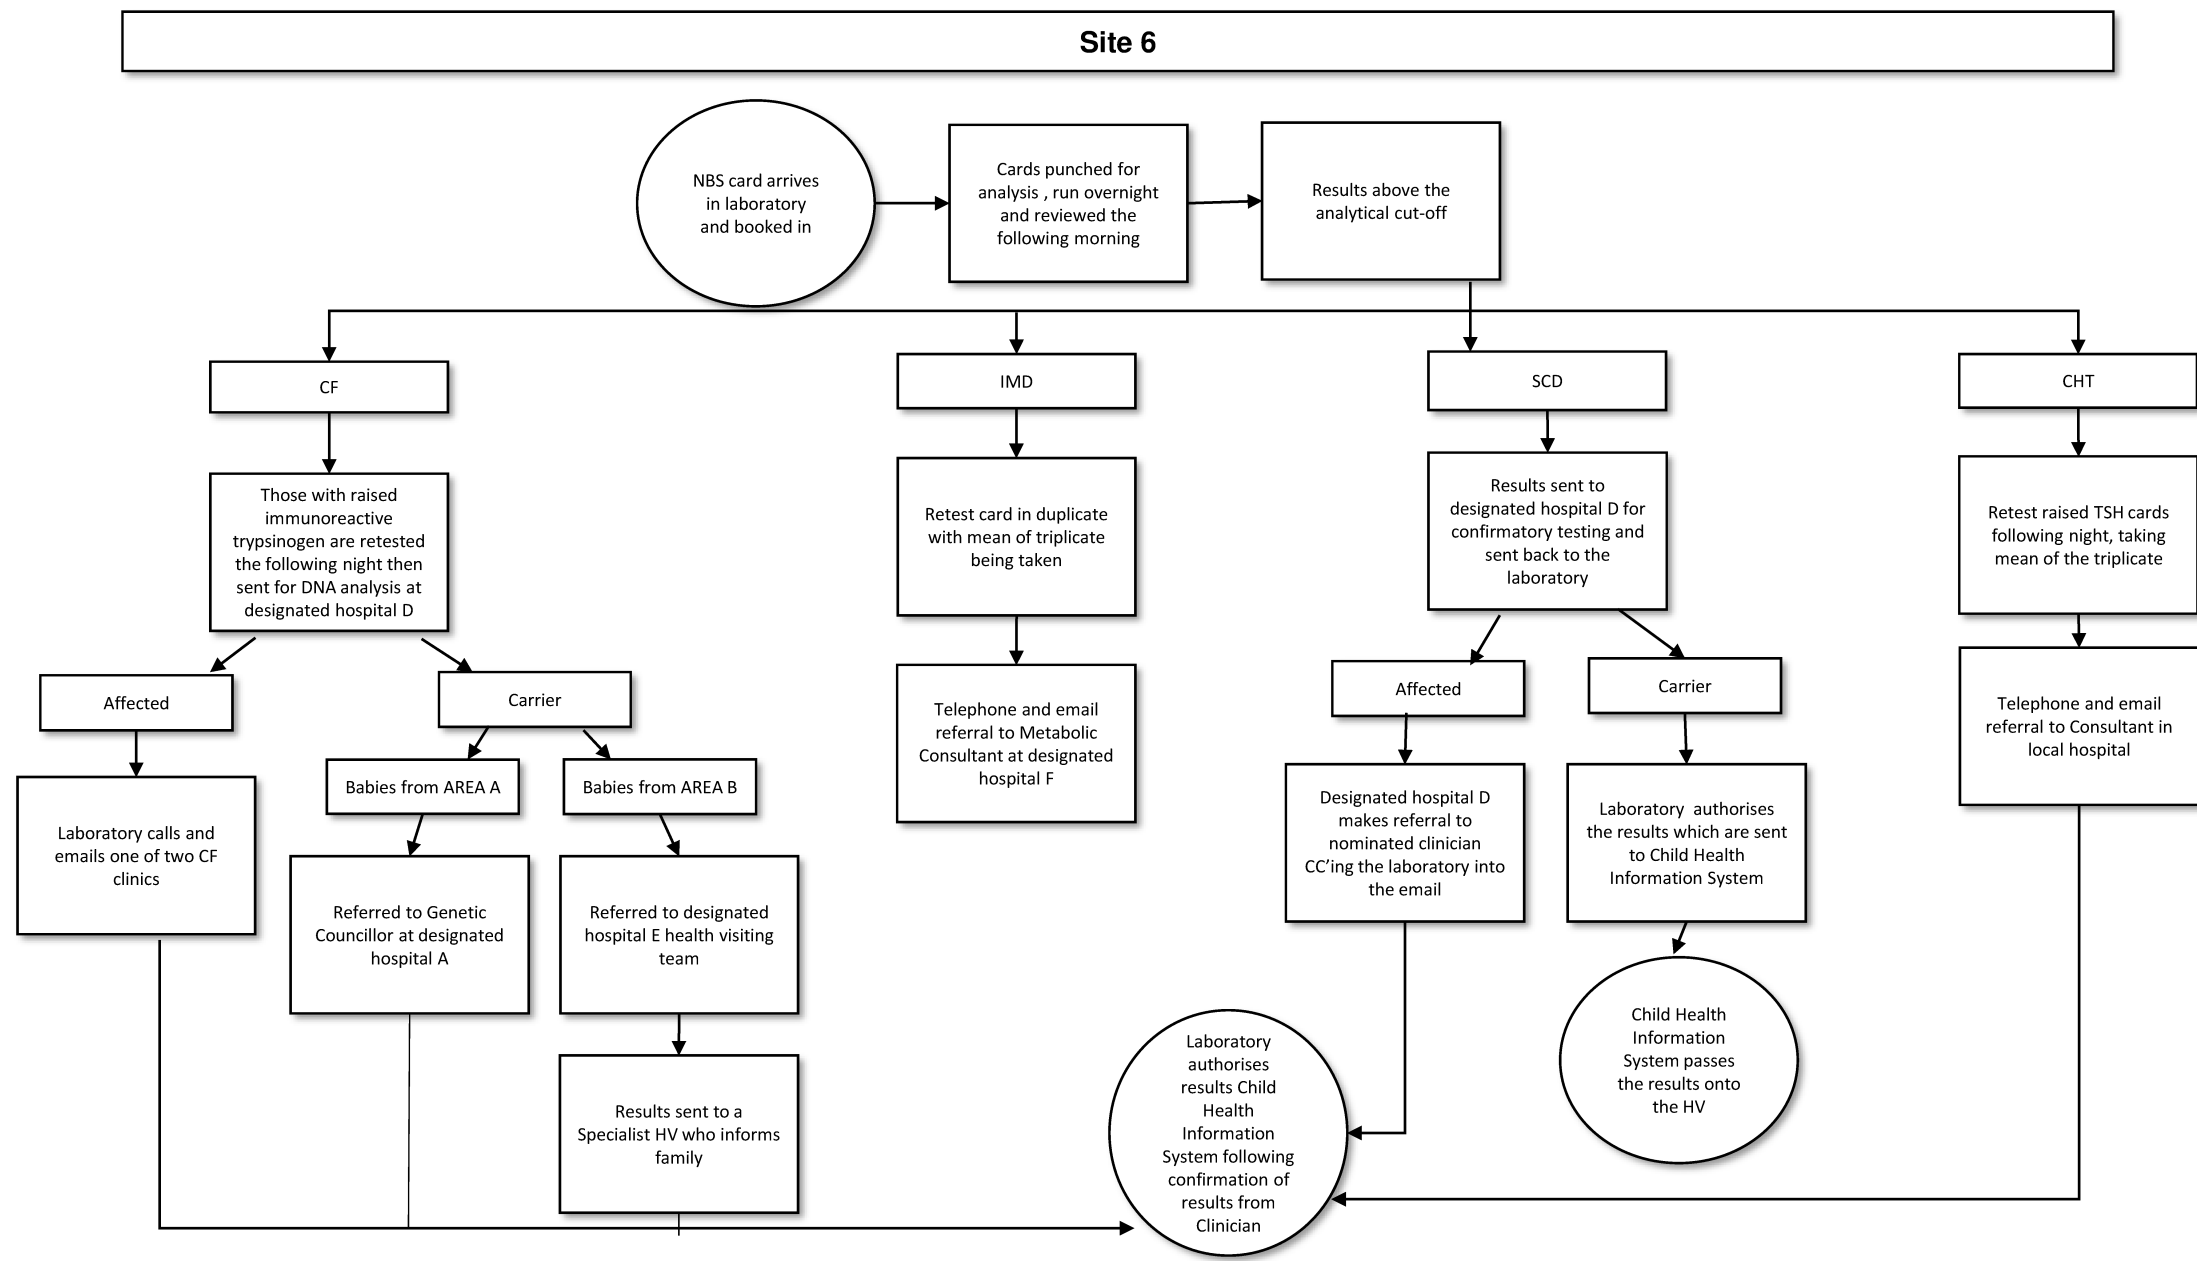 Site 6
NBS card arrives
in laboratory
and booked in
Cards punched for
analysis , run overnight
and reviewed the
following morning
Results above the
analytical cut-off
CF
IMD
SCD
CHT
Those with raised
immunoreactive
trypsinogen are retested
the following night then
sent for DNA analysis at
designated hospital D
Retest card in duplicate
with mean of triplicate
being taken
Results sent to
designated hospital D for
confirmatory testing and
sent back to the
laboratory
Retest raised TSH cards
following night, taking
mean of the triplicate
Affected
Carrier
Telephone and email
referral to Metabolic
Consultant at designated
hospital F
Affected
Carrier
Telephone and email
referral to Consultant in
local hospital
Laboratory calls and
emails one of two CF
clinics
Babies from AREA A
Babies from AREA B
Referred to Genetic
Councillor at designated
hospital A
Referred to designated
hospital E health visiting
team
Results sent to a
Specialist HV who informs
family
Designated hospital D
makes referral to
nominated clinician
CC’ing the laboratory into
the email
Laboratory  authorises
the results which are sent
to Child Health
Information System
Child Health
Information
System passes
the results onto
the HV
Laboratory
authorises
results Child
Health
Information
System following
confirmation of
results from
Clinician